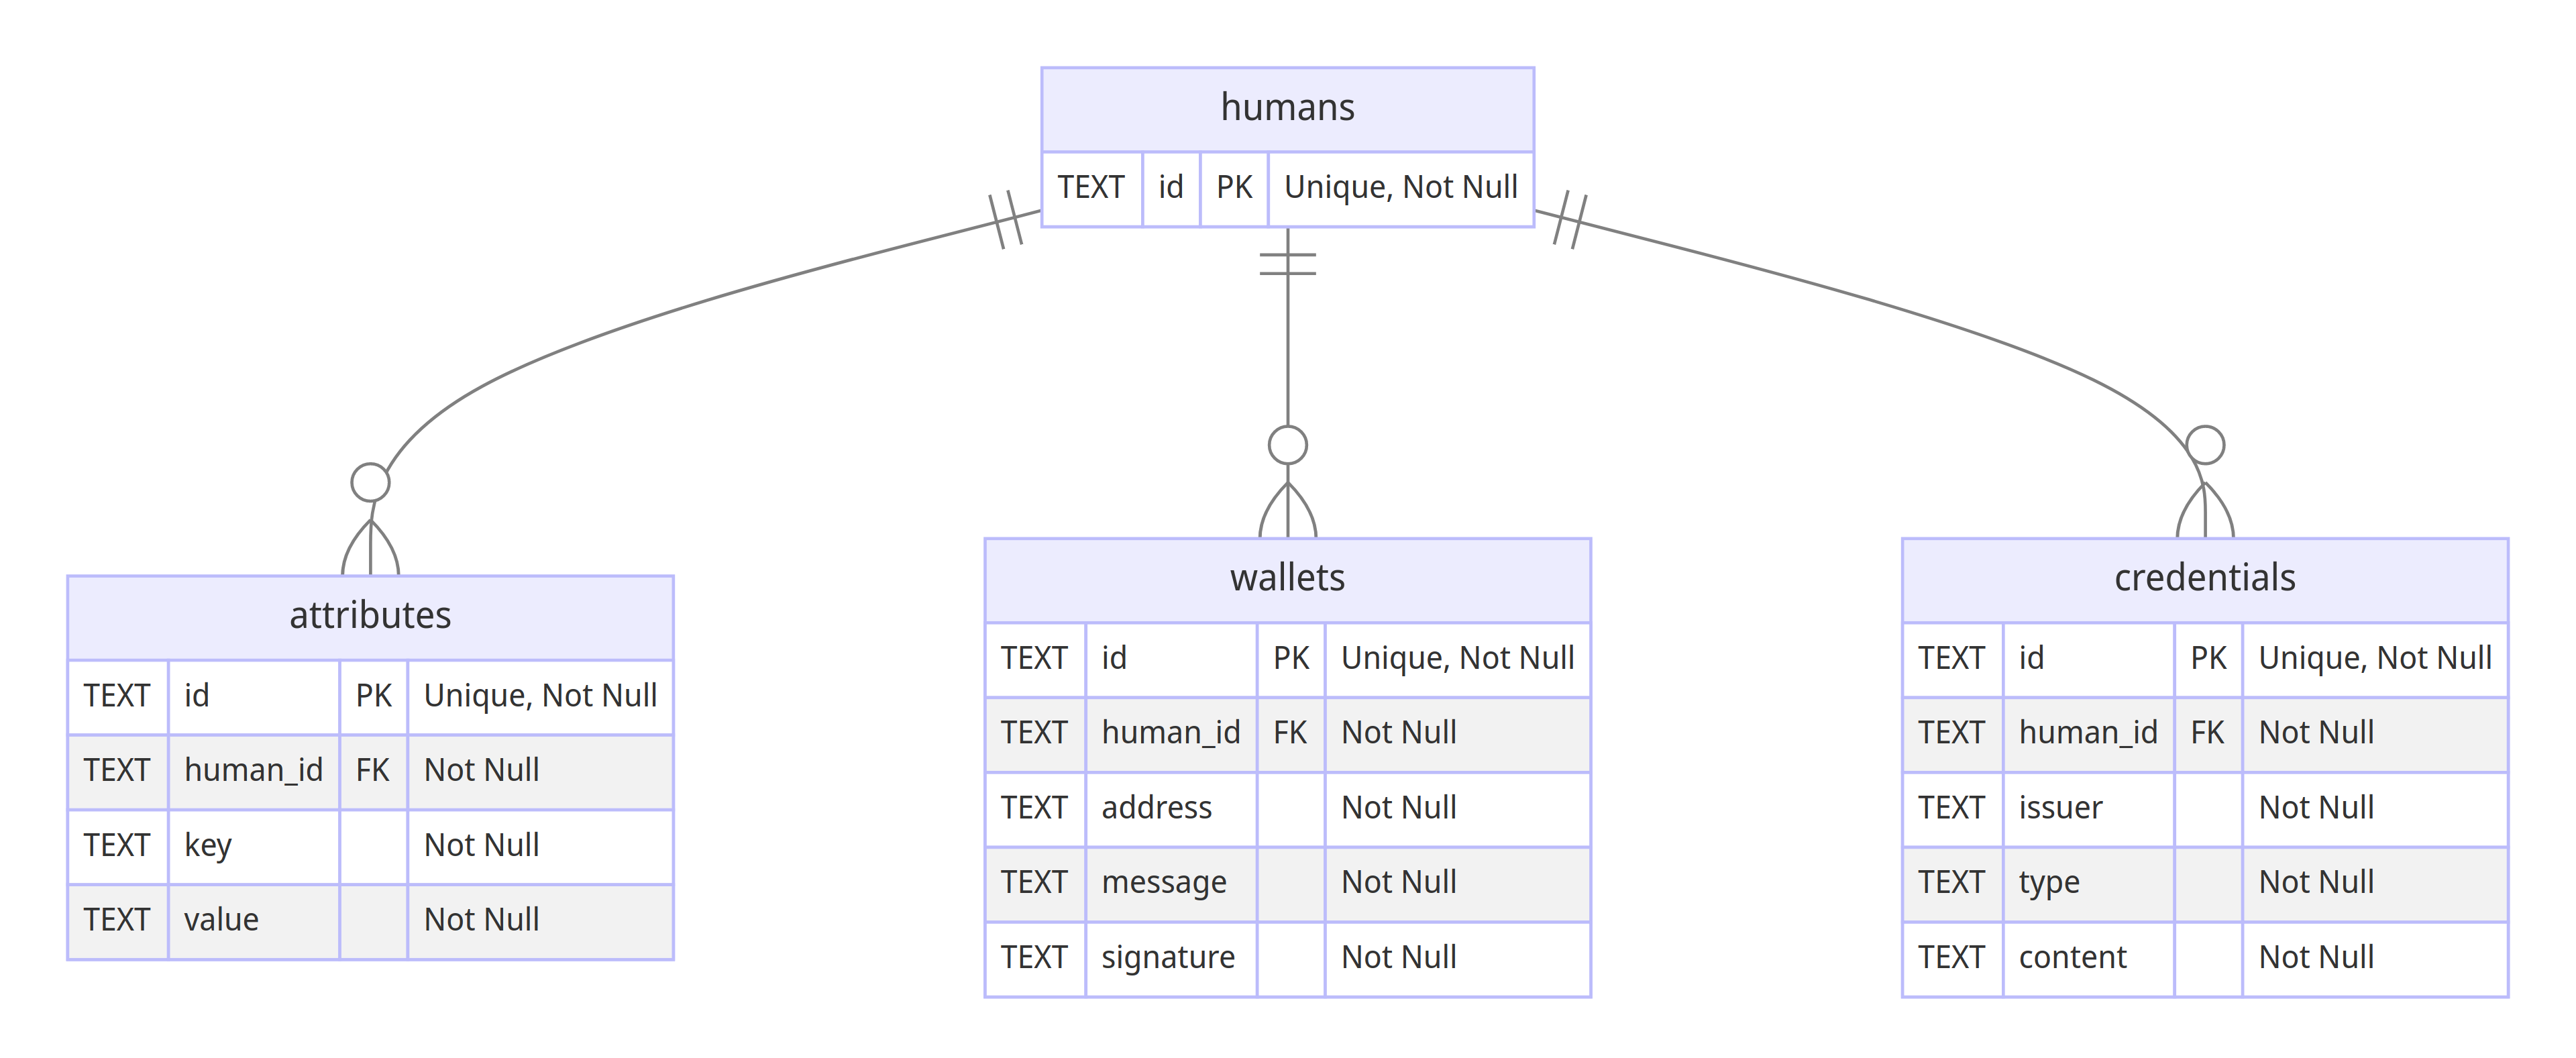 humans
TEXT id PK Unique, Not Null
attributes
TEXT id PK Unique, Not Null
TEXT human_id FK Not Null
TEXT key Not Null
TEXT value Not Null
wallets
TEXT id PK Unique, Not Null
TEXT human_id FK Not Null
TEXT address Not Null
TEXT message Not Null
TEXT signature Not Null
credentials
TEXT id PK Unique, Not Null
TEXT human_id FK Not Null
TEXT issuer Not Null
TEXT type Not Null
TEXT content Not Null